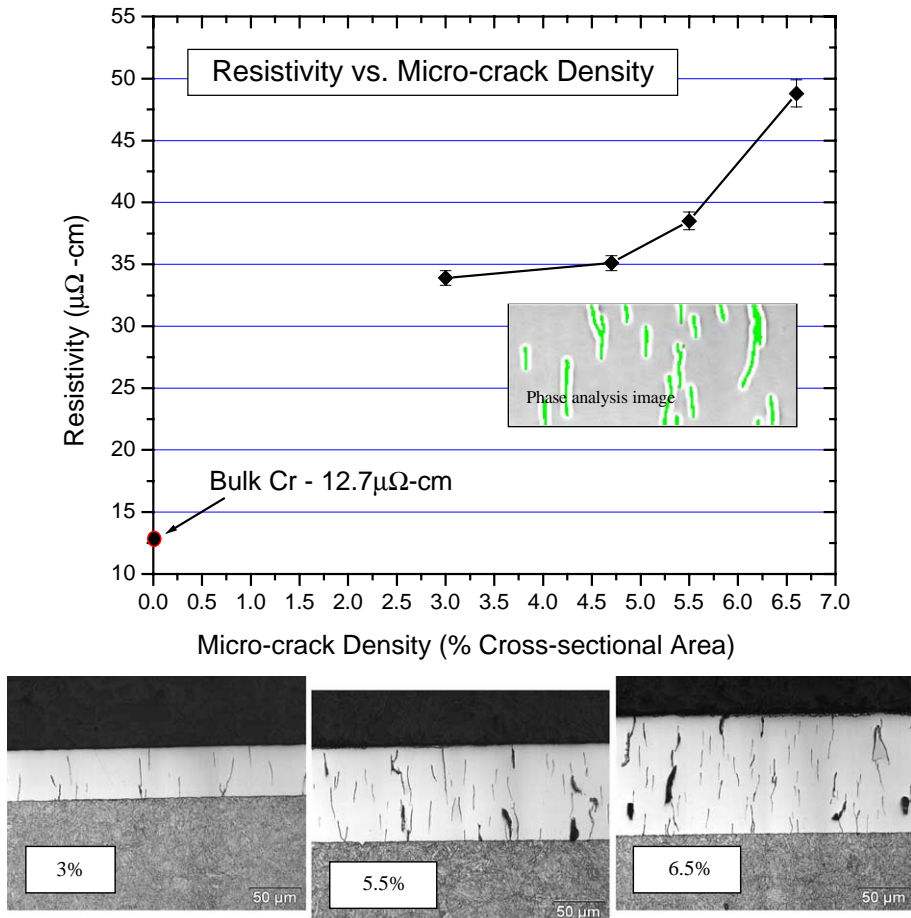 Resistivity vs. Micro-crack Density
55
50
45
40
35
30
25
20
15
10
Resistivity (μΩ -cm)
Phase analysis image
Bulk Cr - 12.7μΩ-cm
0.0 0.5 1.0 1.5 2.0 2.5 3.0 3.5 4.0 4.5 5.0 5.5 6.0 6.5 7.0
Micro-crack Density (% Cross-sectional Area)
3%
50 μm
5.5%
50 μm
6.5%
50 μm